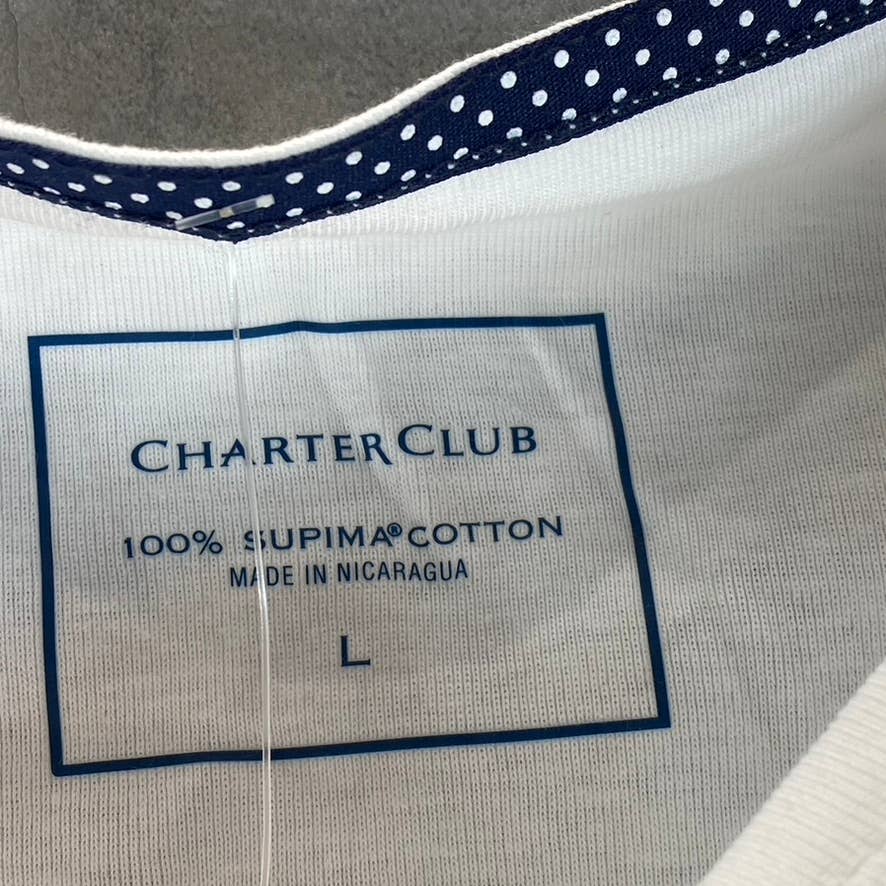 CHARTER CLUB
100% SUPIMA® COTTON
MADE IN NICARAGUA
L